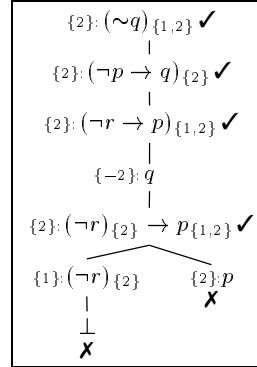 {2}: (∼q){1,2} ✓
{2}: (¬p → q){2} ✓
{2}: (¬r → p){1,2} ✓
{−2}: q
{2}: (¬r){2} → p{1,2} ✓
{1}: (¬r){2} {2}: p
✗
⊥
✗